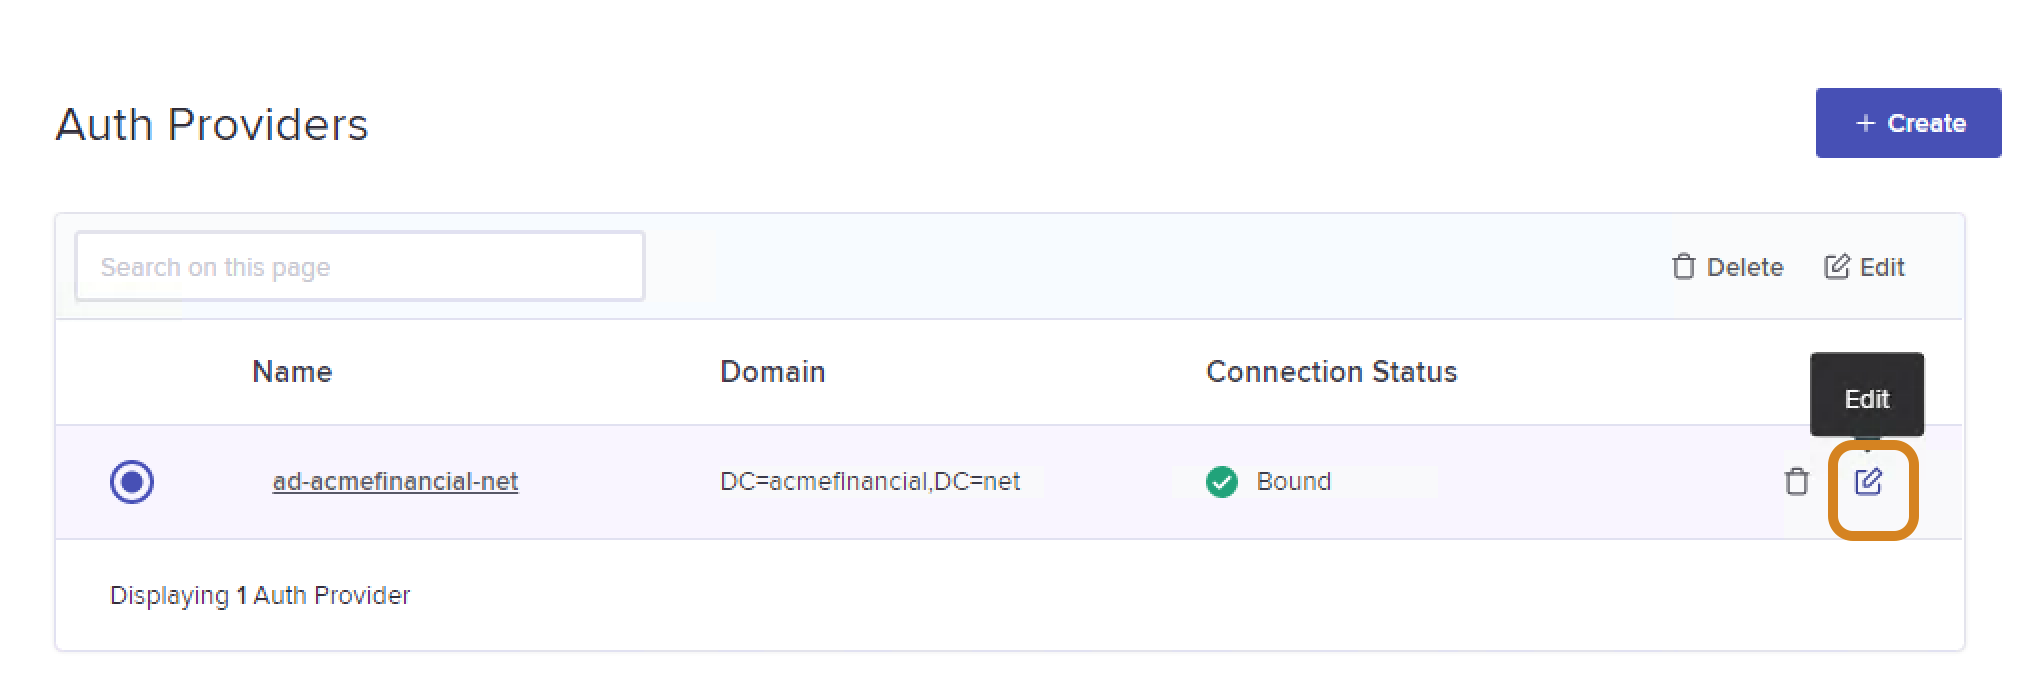 Auth Providers
+ Create
Search on this page
Delete
Edit
Name
Domain
Connection Status
Edit
ad-acmefinancial-net
DC=acmefinancial,DC=net
Bound
Displaying 1 Auth Provider